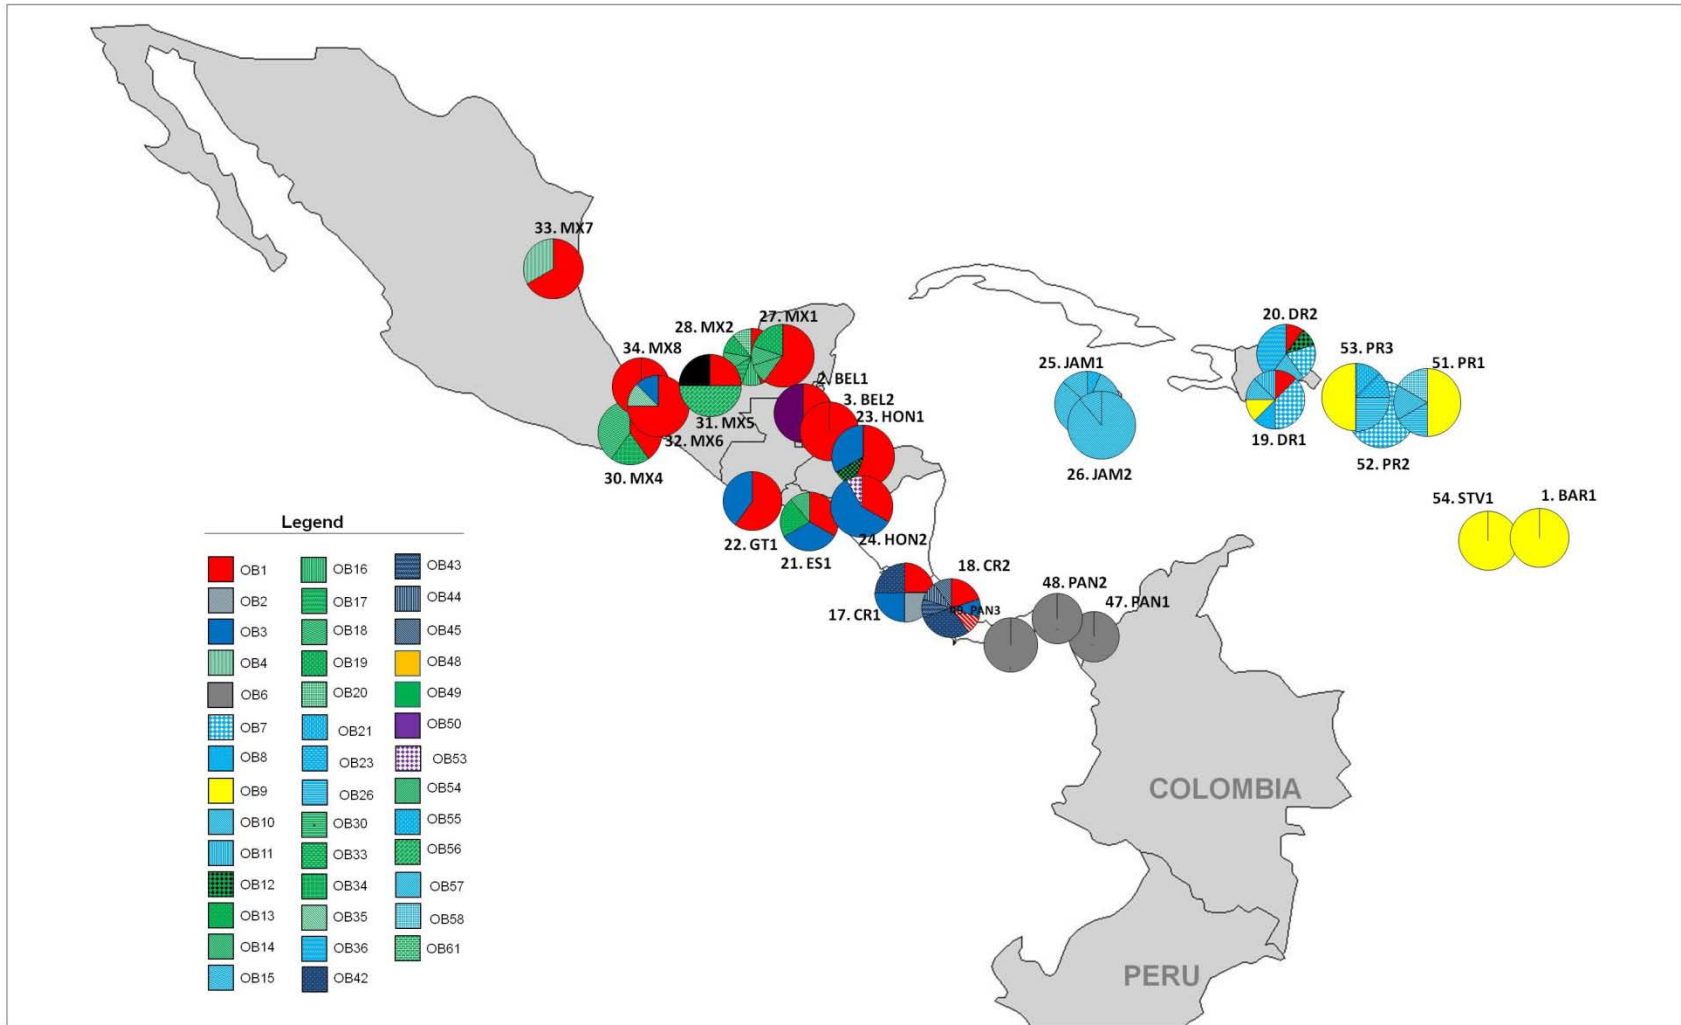 33. MX7
20. DR2
27. MX1
28. MX2
34. MX8
53. PR3
51. PR1
25. JAM1
2. BEL1
3. BEL2
23. HON1
31. MX5
32. MX6
19. DR1
52. PR2
26. JAM2
30. MX4
54. STV1
1. BAR1
22. GT1
24. HON2
21. ES1
18. CR2
48. PAN2
47. PAN1
17. CR1
PAN3
Legend
OB1
OB2
OB3
OB4
OB6
OB7
OB8
OB9
OB10
OB11
OB12
OB13
OB14
OB15
OB16
OB17
OB18
OB19
OB20
OB21
OB23
OB26
OB30
OB33
OB34
OB35
OB36
OB42
OB43
OB44
OB45
OB48
OB49
OB50
OB53
OB54
OB55
OB56
OB57
OB58
OB61
COLOMBIA
PERU